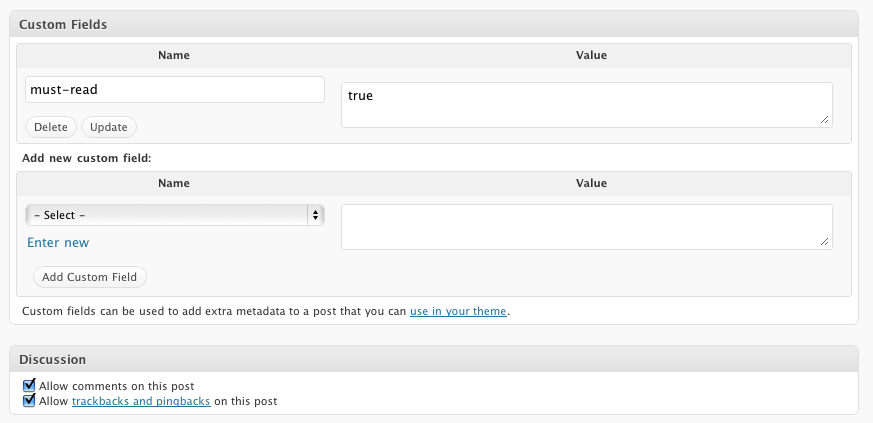 Custom Fields
Name Value
must-read
true
Delete Update
Add new custom field:
Name Value
- Select -
Enter new
Add Custom Field
Custom fields can be used to add extra metadata to a post that you can use in your theme.
Discussion
Allow comments on this post
Allow trackbacks and pingbacks on this post